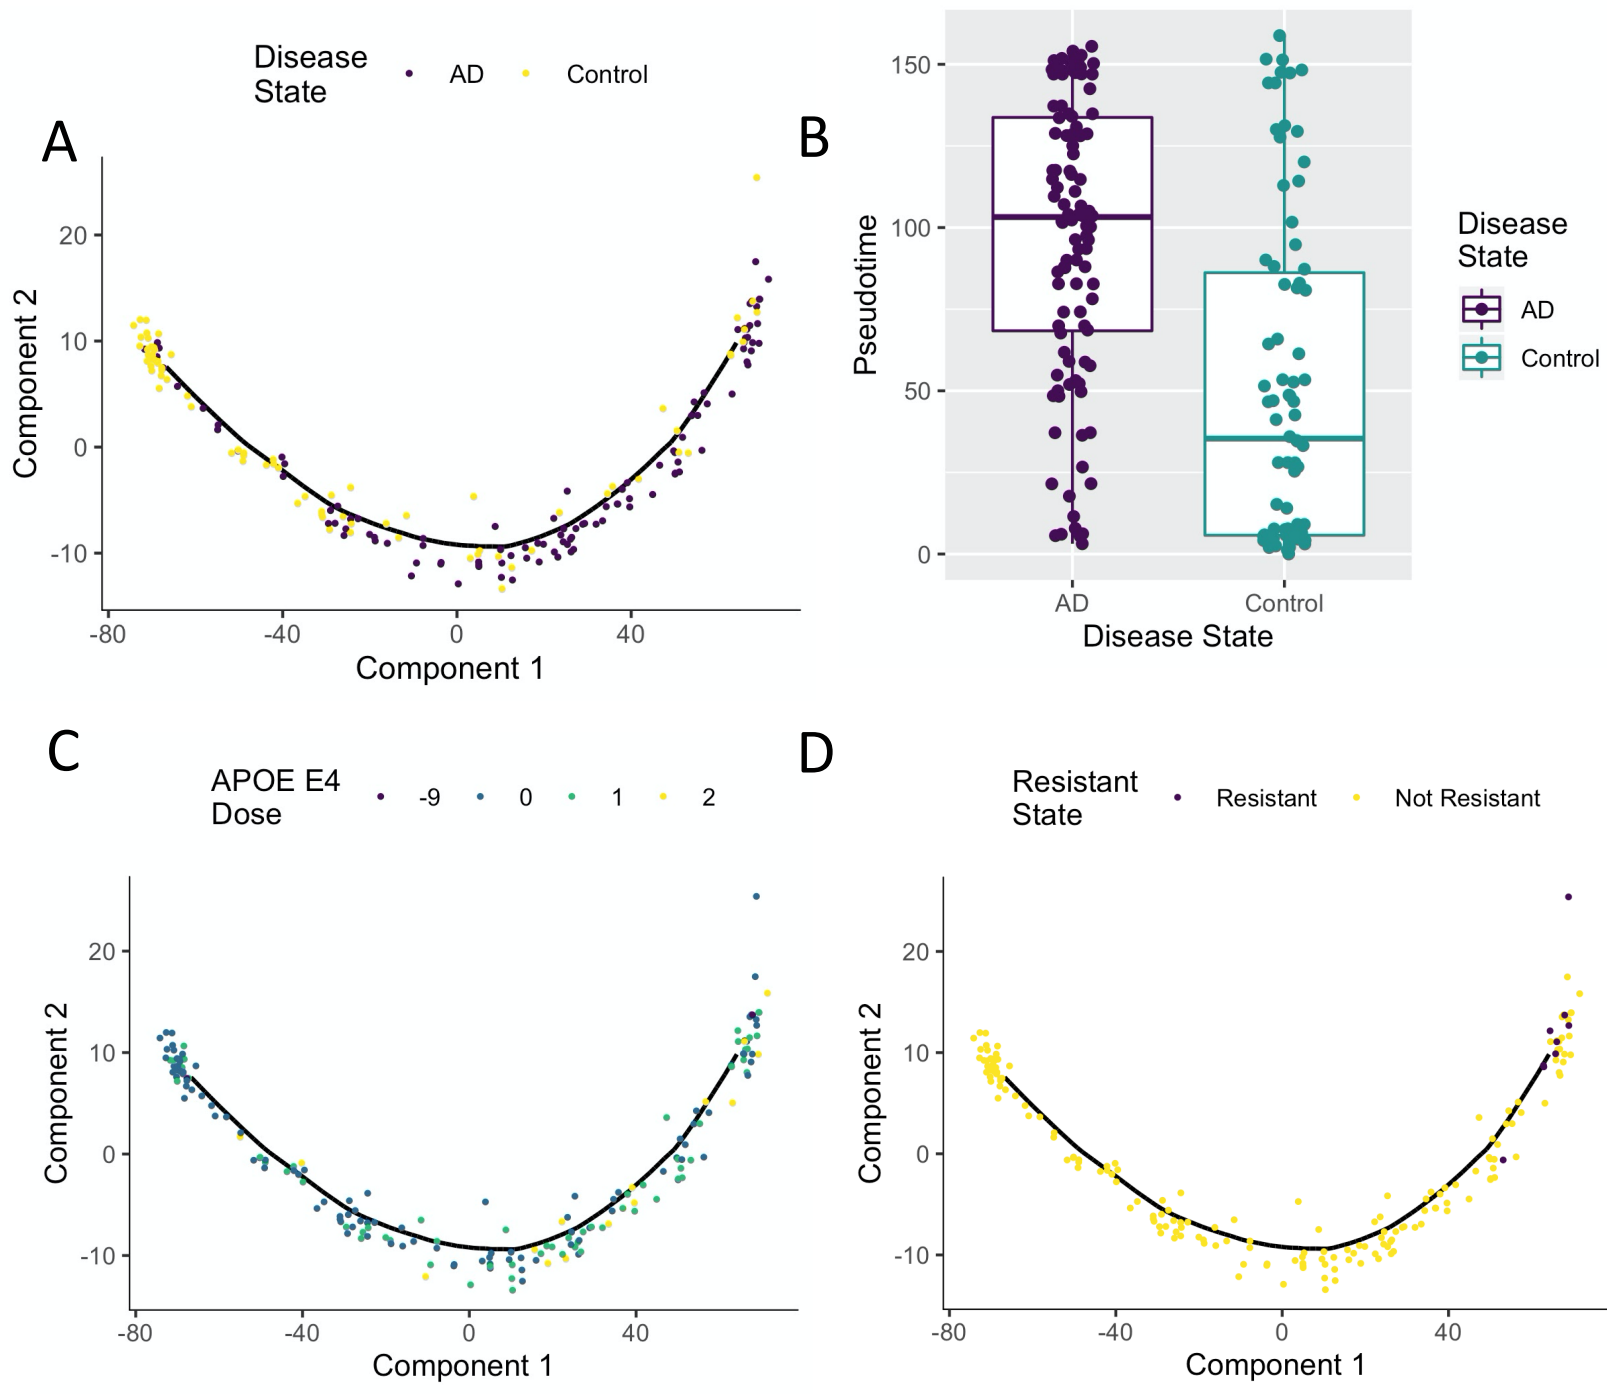 A
Disease
State
AD
Control
20
10
0
-10
-80
-40
0
40
Component 1
Component 2
B
150
100
50
0
AD
Control
Disease State
Pseudotime
Disease
State
AD
Control
C
APOE E4
Dose
-9
0
1
2
20
10
0
-10
-80
-40
0
40
Component 1
Component 2
D
Resistant
State
Resistant
Not Resistant
20
10
0
-10
-80
-40
0
40
Component 1
Component 2